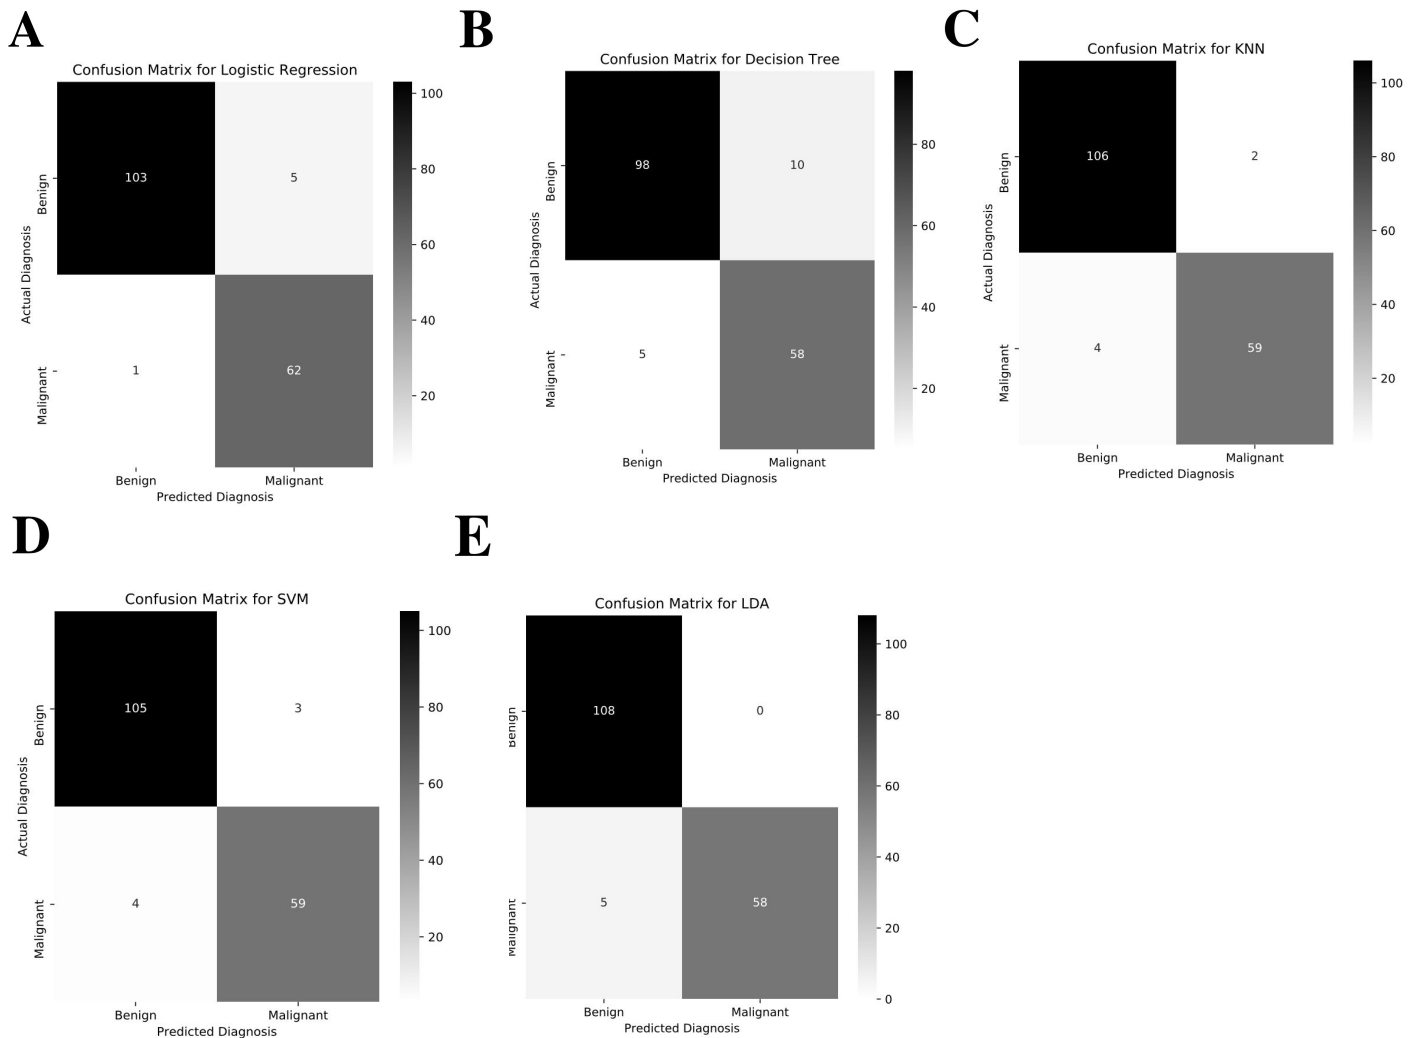 A
Confusion Matrix for Logistic Regression
103
5
1
62
Benign
Malignant
Actual Diagnosis
Benign
Malignant
Predicted Diagnosis
100
80
60
40
20
B
Confusion Matrix for Decision Tree
98
10
5
58
Benign
Malignant
Actual Diagnosis
Benign
Malignant
Predicted Diagnosis
80
60
40
20
C
Confusion Matrix for KNN
106
2
4
59
Benign
Malignant
Actual Diagnosis
Benign
Malignant
Predicted Diagnosis
100
80
60
40
20
D
Confusion Matrix for SVM
105
3
4
59
Benign
Malignant
Actual Diagnosis
Benign
Malignant
Predicted Diagnosis
100
80
60
40
20
E
Confusion Matrix for LDA
108
0
5
58
Benign
Malignant
Benign
Malignant
Predicted Diagnosis
100
80
60
40
20
0